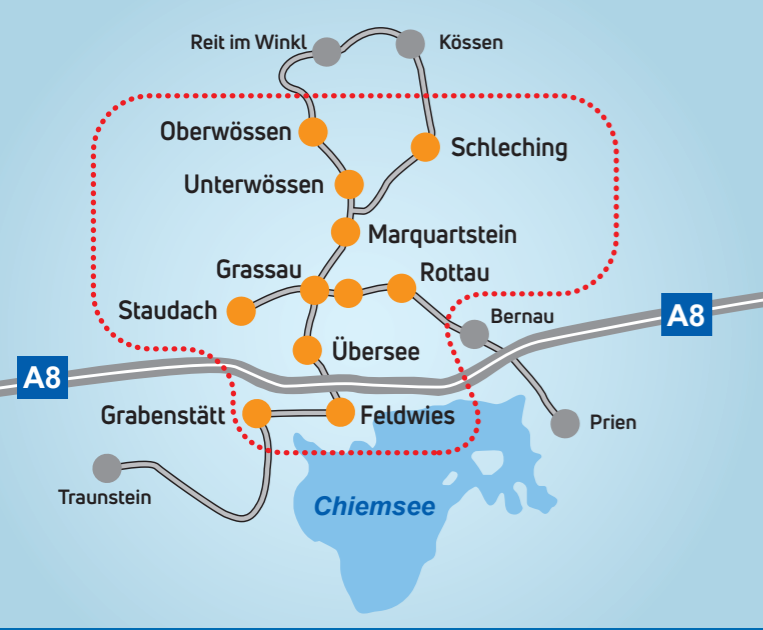 Reit im Winkl
Kössen
Oberwössen
Schleching
Unterwössen
Marquartstein
Grassau
Rottau
Staudach
Bernau
A8
Übersee
A8
Grabenstätt
Feldwies
Prien
Traunstein
Chiemsee